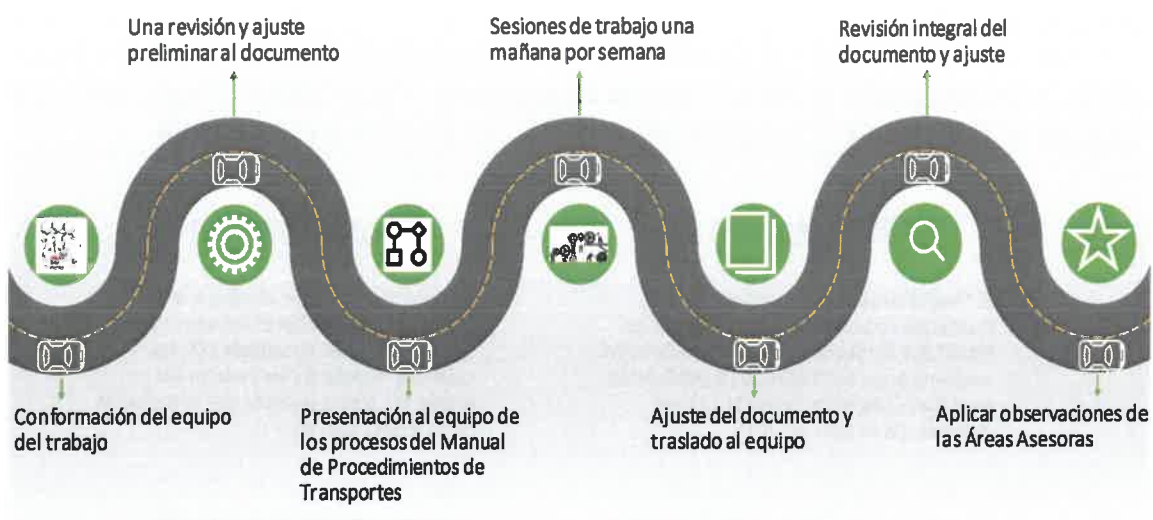 Una revisión y ajuste
preliminar al documento
Sesiones de trabajo una
mañana por semana
Revisión integral del
documento y ajuste
Conformación del equipo
del trabajo
Presentación al equipo de
los procesos del Manual
de Procedimientos de
Transportes
Ajuste del documento y
traslado al equipo
Aplicar observaciones de
las Áreas Asesoras